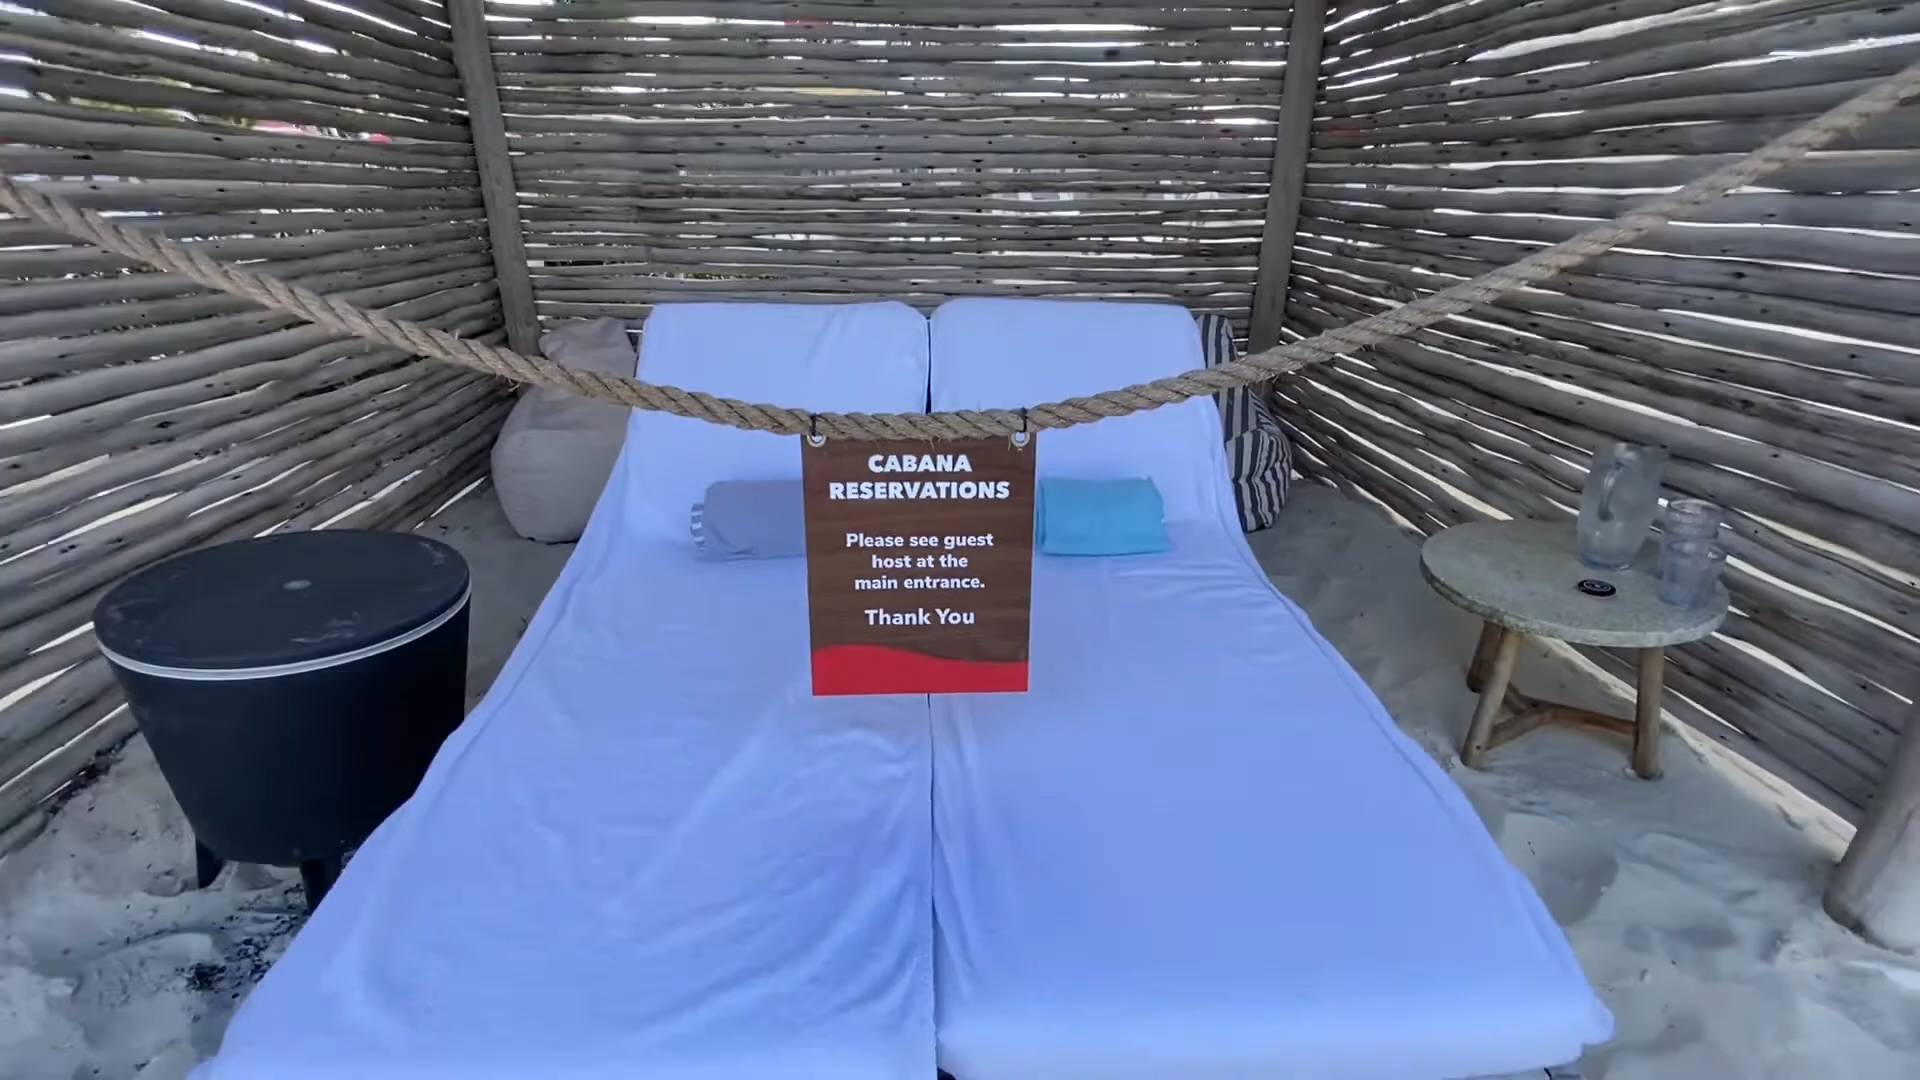 CABANA
RESERVATIONS
Please see guest
host at the
main entrance.
Thank You